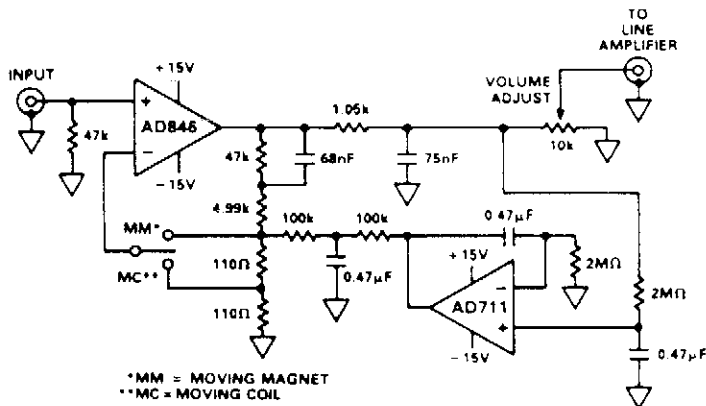 TO
LINE
AMPLIFIER
INPUT
+15V
VOLUME
ADJUST
1.05k
+
AD846
−
47k
−15V
47k
68nF
75nF
10k
4.99k
MM*
100k
100k
0.47µF
+15V
110Ω
MC**
0.47µF
−
2MΩ
2MΩ
AD711
110Ω
+
−15V
0.47µF
*MM = MOVING MAGNET
**MC = MOVING COIL